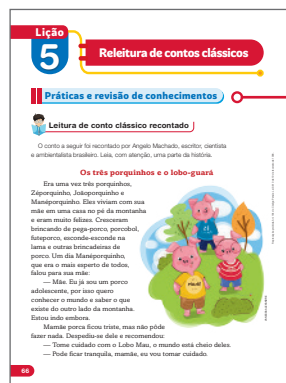 Lição
5
Releitura de contos clássicos
Práticas e revisão de conhecimentos
Leitura de conto clássico recontado
O conto a seguir foi recontado por Angelo Machado, escritor, cientista
e ambientalista brasileiro. Leia, com atenção, uma parte da história.
Os três porquinhos e o lobo-guará
Era uma vez três porquinhos,
Zéporquinho, Joãoporquinho e
Manéporquinho. Eles viviam com sua
mãe em uma casa no pé da montanha
e eram muito felizes. Cresceram
brincando de pega-porco, porcobol,
futeporco, esconde-esconde na
lama e outras brincadeiras de
porco. Um dia Manéporquinho,
que era o mais esperto de todos,
falou para sua mãe:
— Mãe. Eu já sou um porco
adolescente, por isso quero
conhecer o mundo e saber o que
existe do outro lado da montanha.
Estou indo embora.
Mamãe porca ficou triste, mas não pôde
fazer nada. Despediu-se dele e recomendou:
— Tome cuidado com o Lobo Mau, o mundo está cheio deles.
— Pode ficar tranquila, mamãe, eu vou tomar cuidado.
66